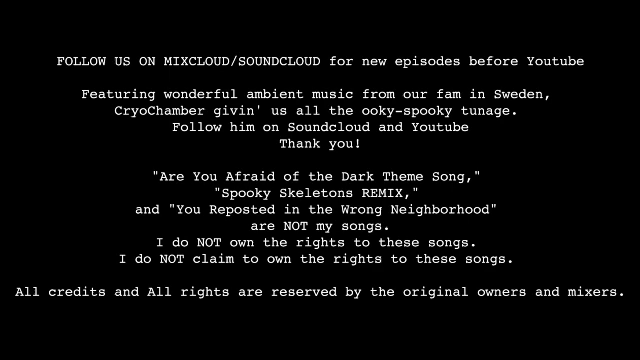 FOLLOW US ON MIXCLOUD/SOUNDCLOUD for new episodes before Youtube
Featuring wonderful ambient music from our fam in Sweden,
CryoChamber givin' us all the ooky-spooky tunage.
Follow him on Soundcloud and Youtube
Thank you!
"Are You Afraid of the Dark Theme Song,"
"Spooky Skeletons REMIX,"
and "You Reposted in the Wrong Neighborhood"
are NOT my songs.
I do NOT own the rights to these songs.
I do NOT claim to own the rights to these songs.
All credits and All rights are reserved by the original owners and mixers.